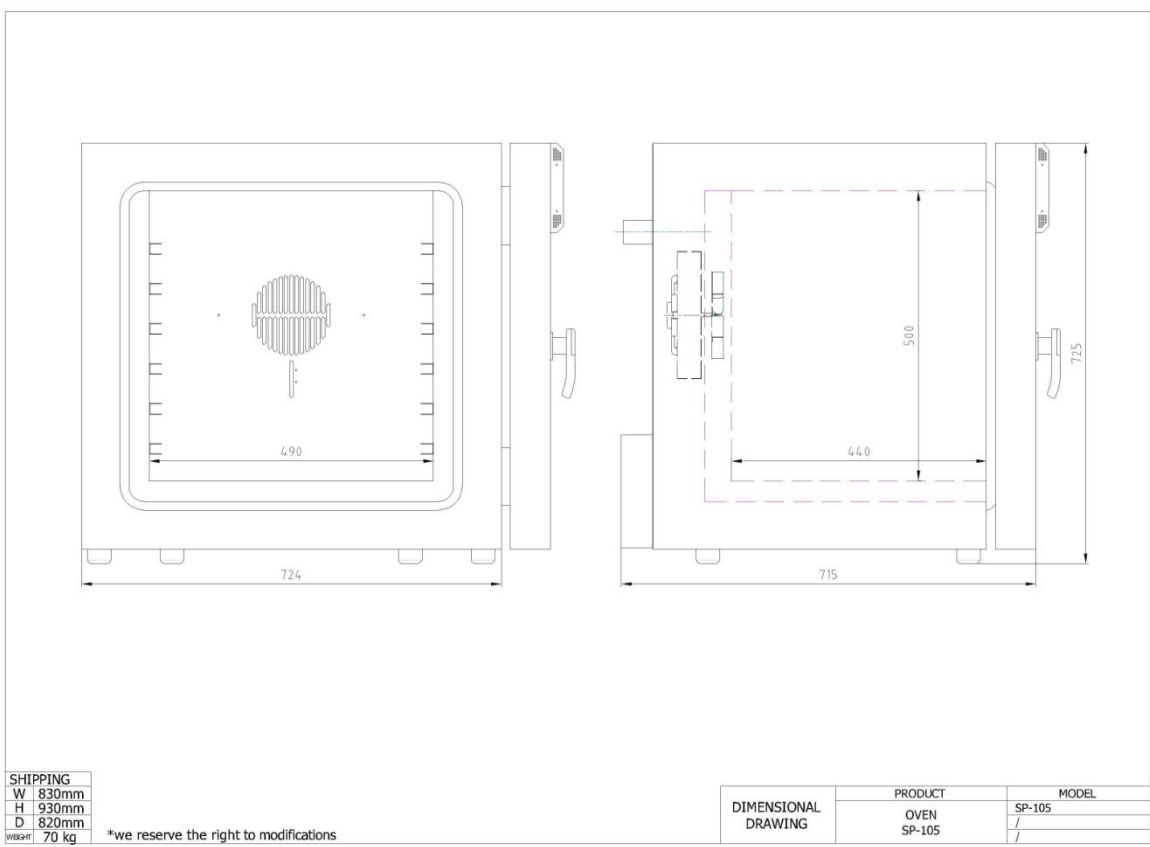 490
724
500
440
725
715
SHIPPING
W 830mm
H 930mm
D 820mm
WEIGHT 70 kg
*we reserve the right to modifications
DIMENSIONAL
DRAWING
PRODUCT
OVEN
SP-105
MODEL
SP-105
/
/